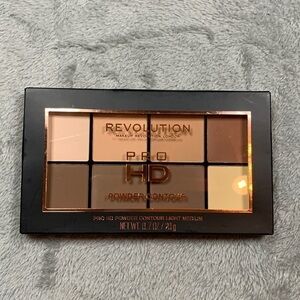 REVOLUTION
MAKEUP REVOLUTION LONDON
PRO
HD
POWDER CONTOUR
PRO HD POWDER CONTOUR LIGHT MEDIUM
NET WT